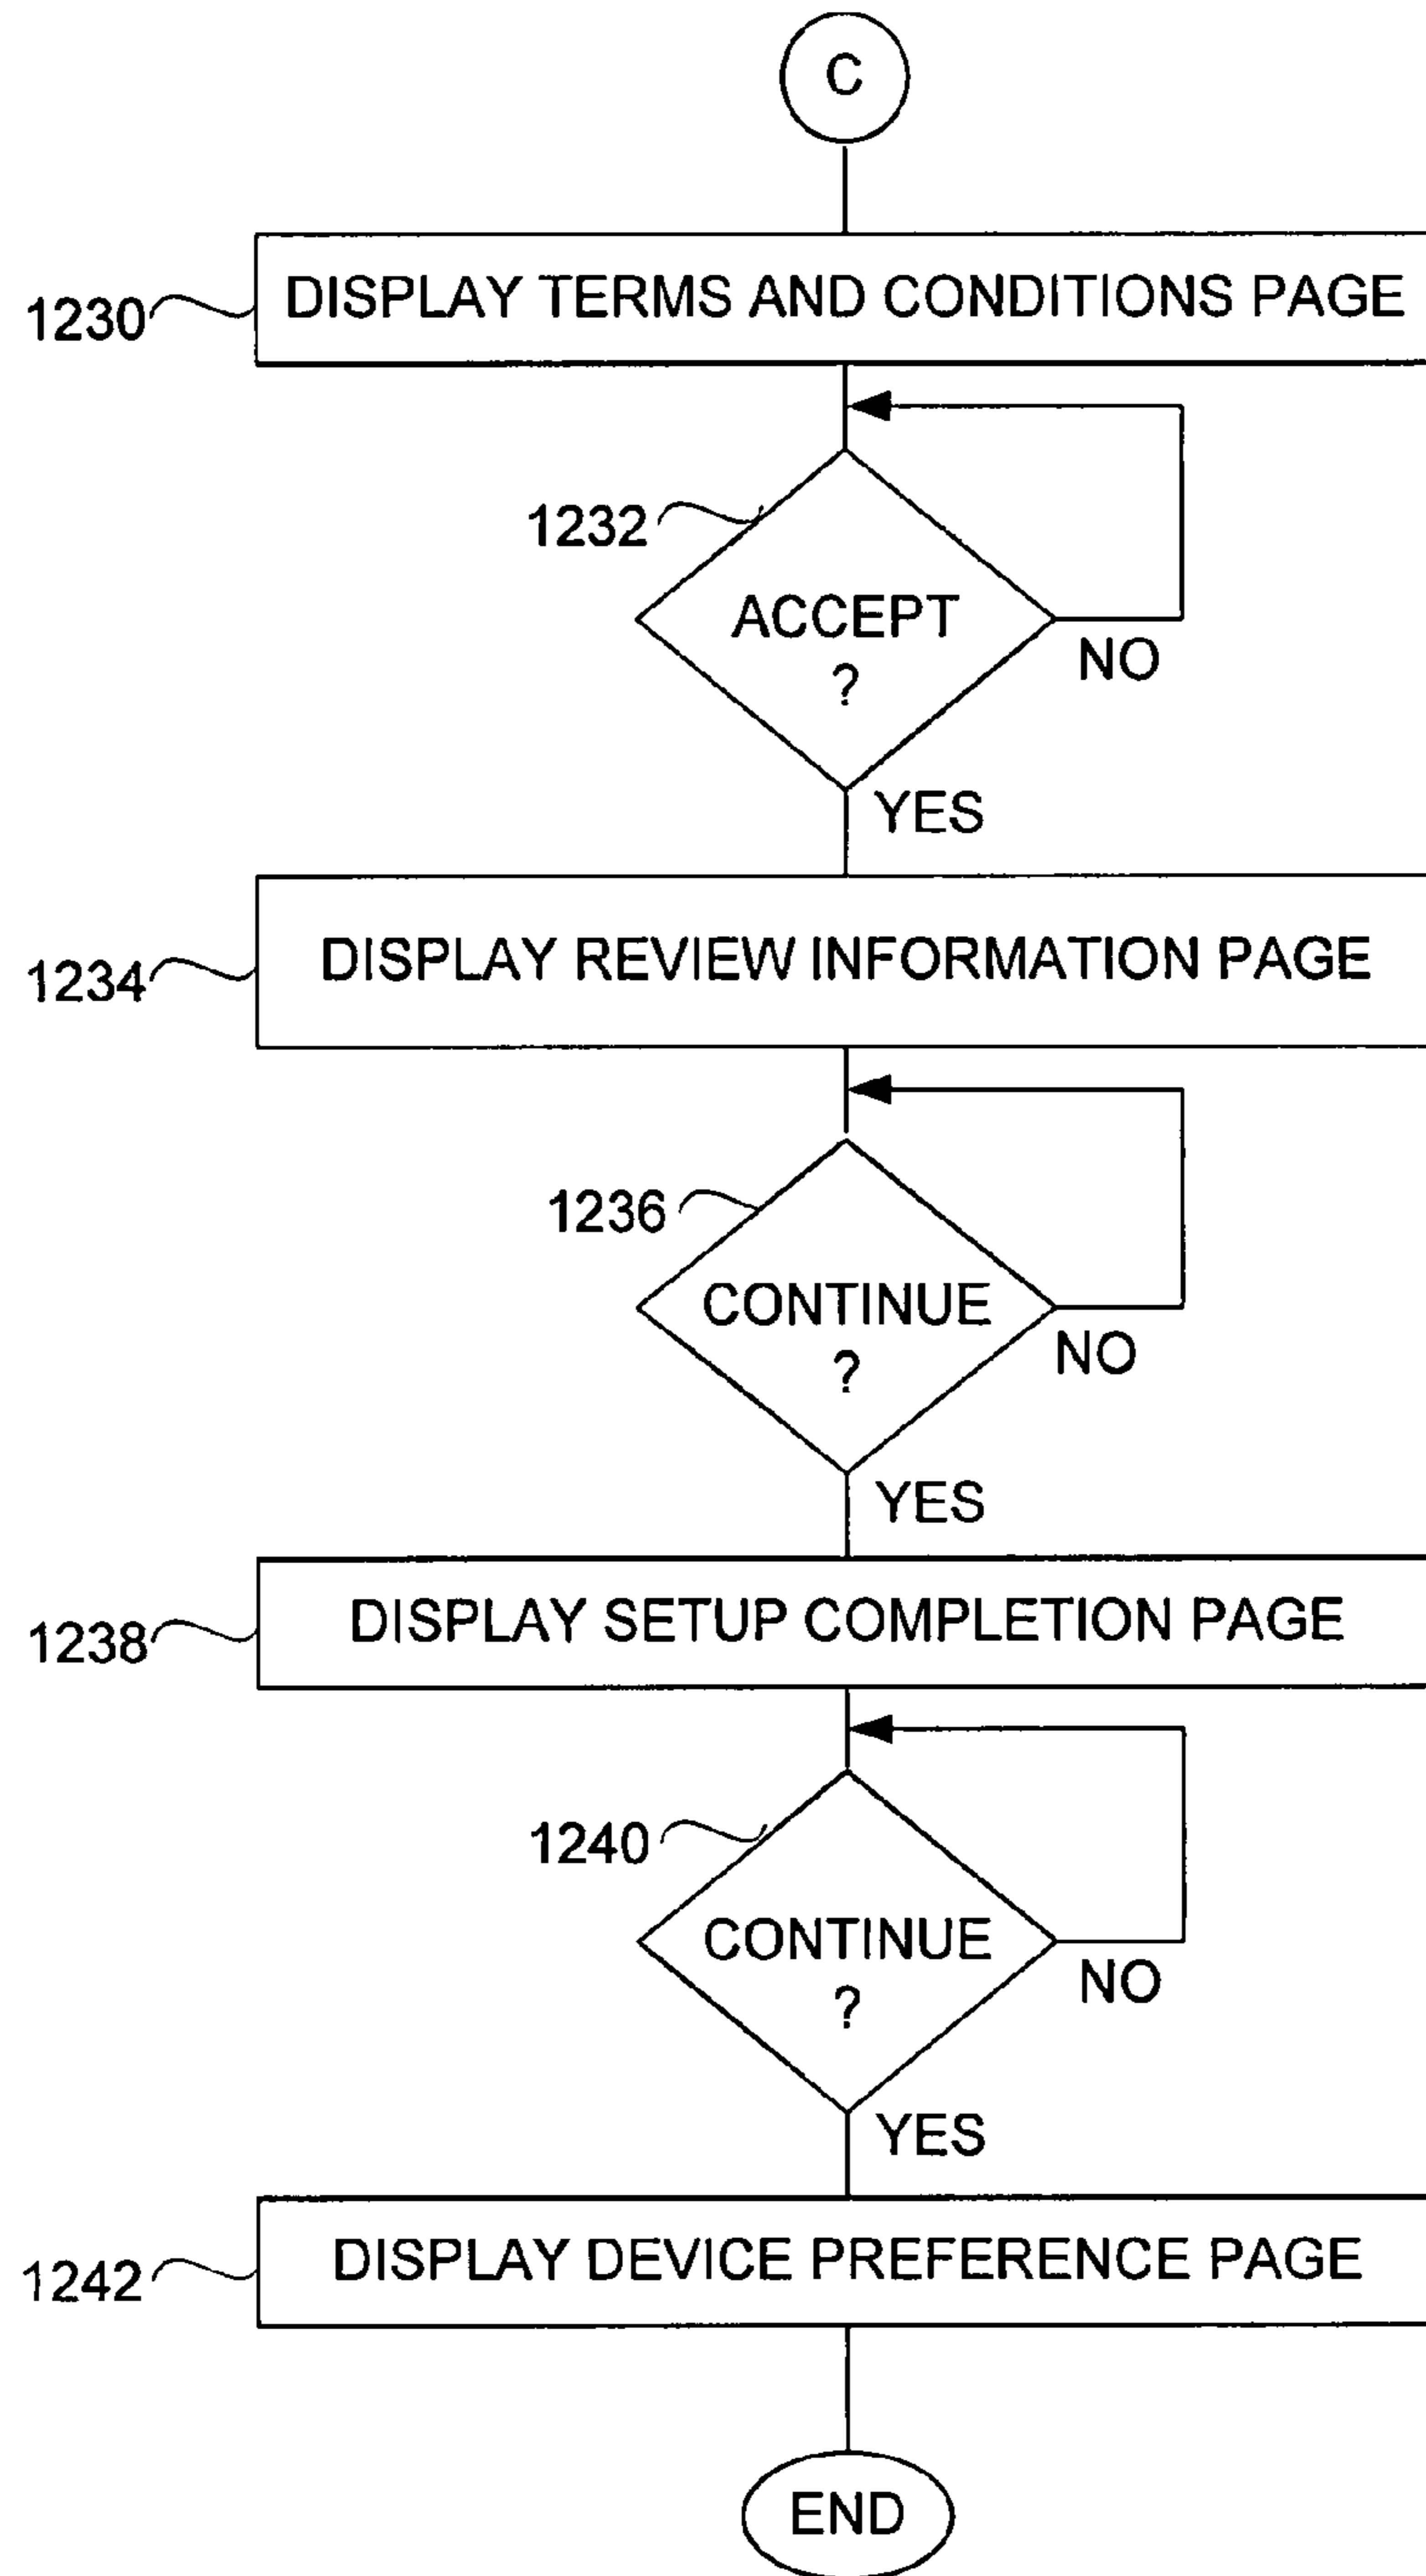 C
1230
DISPLAY TERMS AND CONDITIONS PAGE
1232
ACCEPT
?
NO
YES
1234
DISPLAY REVIEW INFORMATION PAGE
1236
CONTINUE
?
NO
YES
1238
DISPLAY SETUP COMPLETION PAGE
1240
CONTINUE
?
NO
YES
1242
DISPLAY DEVICE PREFERENCE PAGE
END